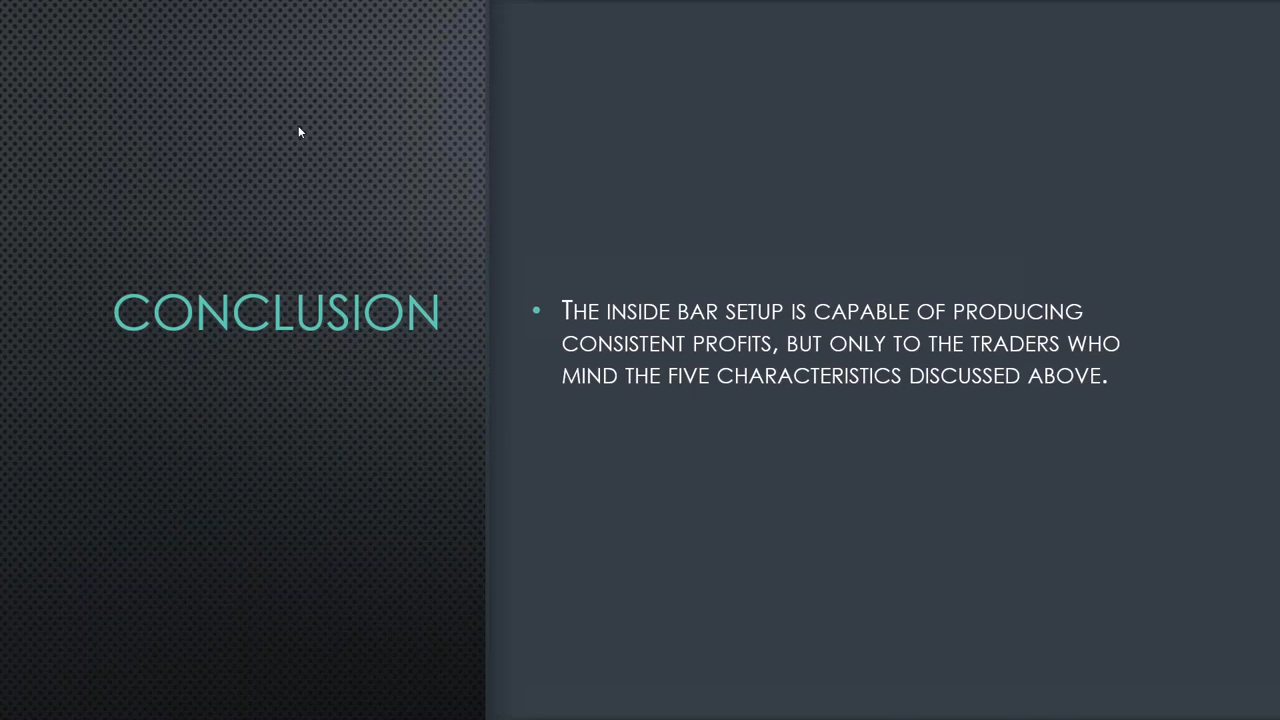 CONCLUSION
• The inside bar setup is capable of producing
consistent profits, but only to the traders who
mind the five characteristics discussed above.